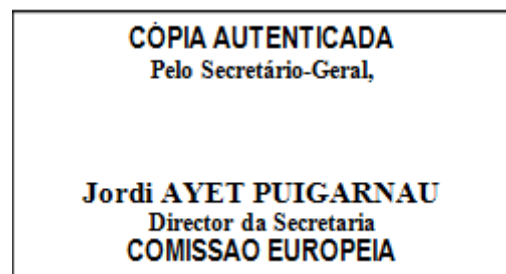 CÓPIA AUTENTICADA
Pelo Secretário-Geral,
Jordi AYET PUIGARNAU
Director da Secretaria
COMISSAO EUROPEIA